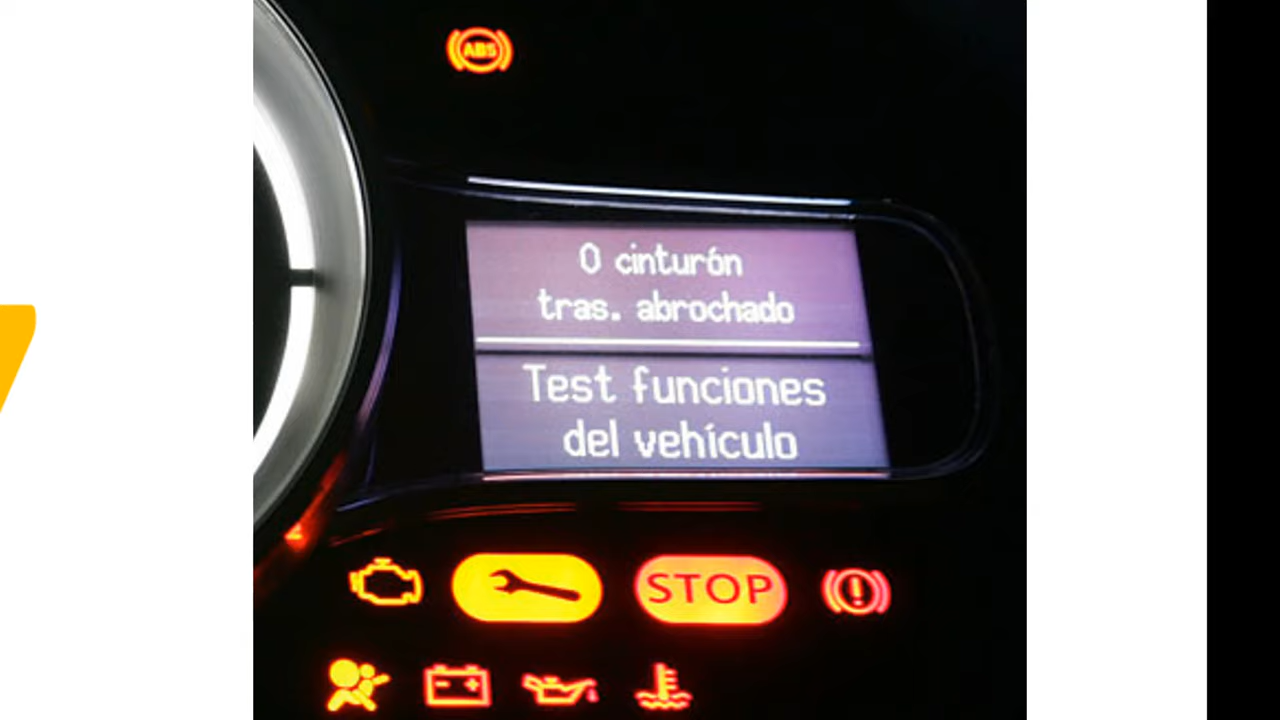 ABS
0 cinturón
tras. abrochado
Test funciones
del vehículo
STOP